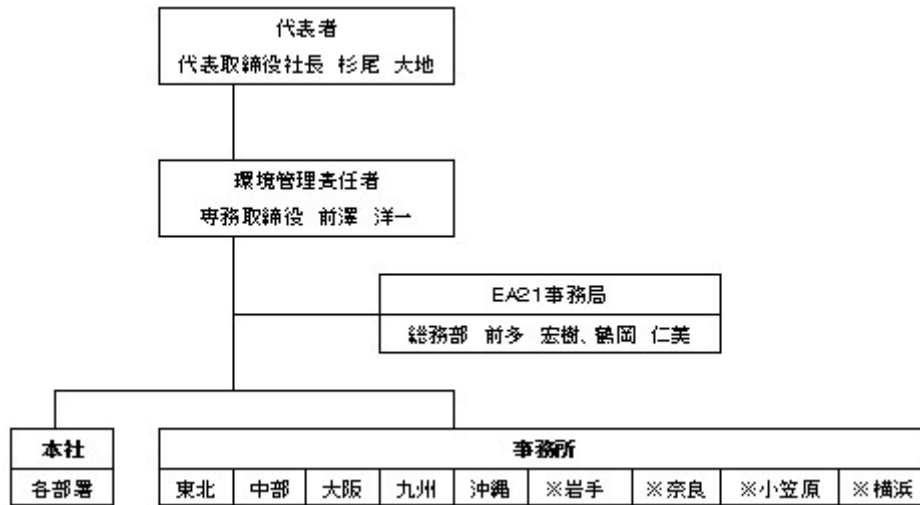 代表者
代表取締役社長 杉尾 大地
環境管理責任者
専務取締役 前澤 洋一
EA21事務局
総務部 前多 宏樹、鶴岡 仁美
本社
事務所
各部署
東北 中部 大阪 九州 沖縄 ※岩手 ※奈良 ※小笠原 ※横浜